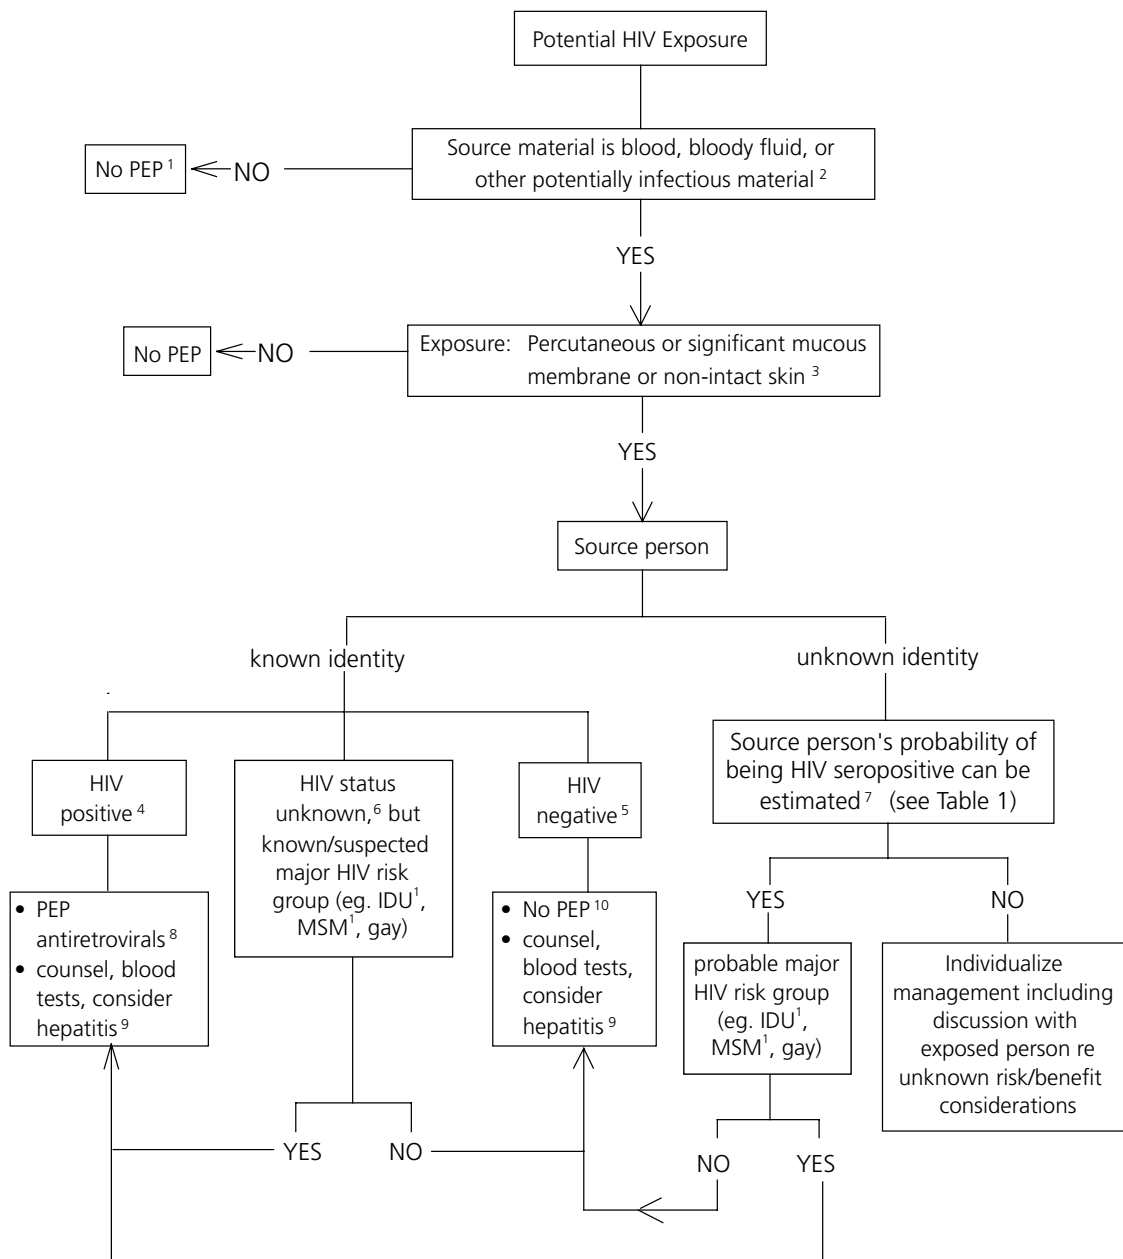 Potential HIV Exposure
Source material is blood, bloody fluid, or
other potentially infectious material 2
No PEP 1
NO
YES
Exposure: Percutaneous or significant mucous
membrane or non-intact skin 3
No PEP
NO
YES
Source person
known identity
unknown identity
HIV
positive 4
HIV status
unknown,6 but
known/suspected
major HIV risk
group (eg. IDU1,
MSM1, gay)
HIV
negative 5
Source person's probability of
being HIV seropositive can be
estimated7 (see Table 1)
• PEP
antiretrovirals 8
• counsel, blood
tests, consider
hepatitis 9
• No PEP 10
• counsel,
blood tests,
consider
hepatitis 9
YES
NO
probable major
HIV risk group
(eg. IDU1,
MSM1, gay)
Individualize
management including
discussion with
exposed person re
unknown risk/benefit
considerations
YES
NO
NO
YES